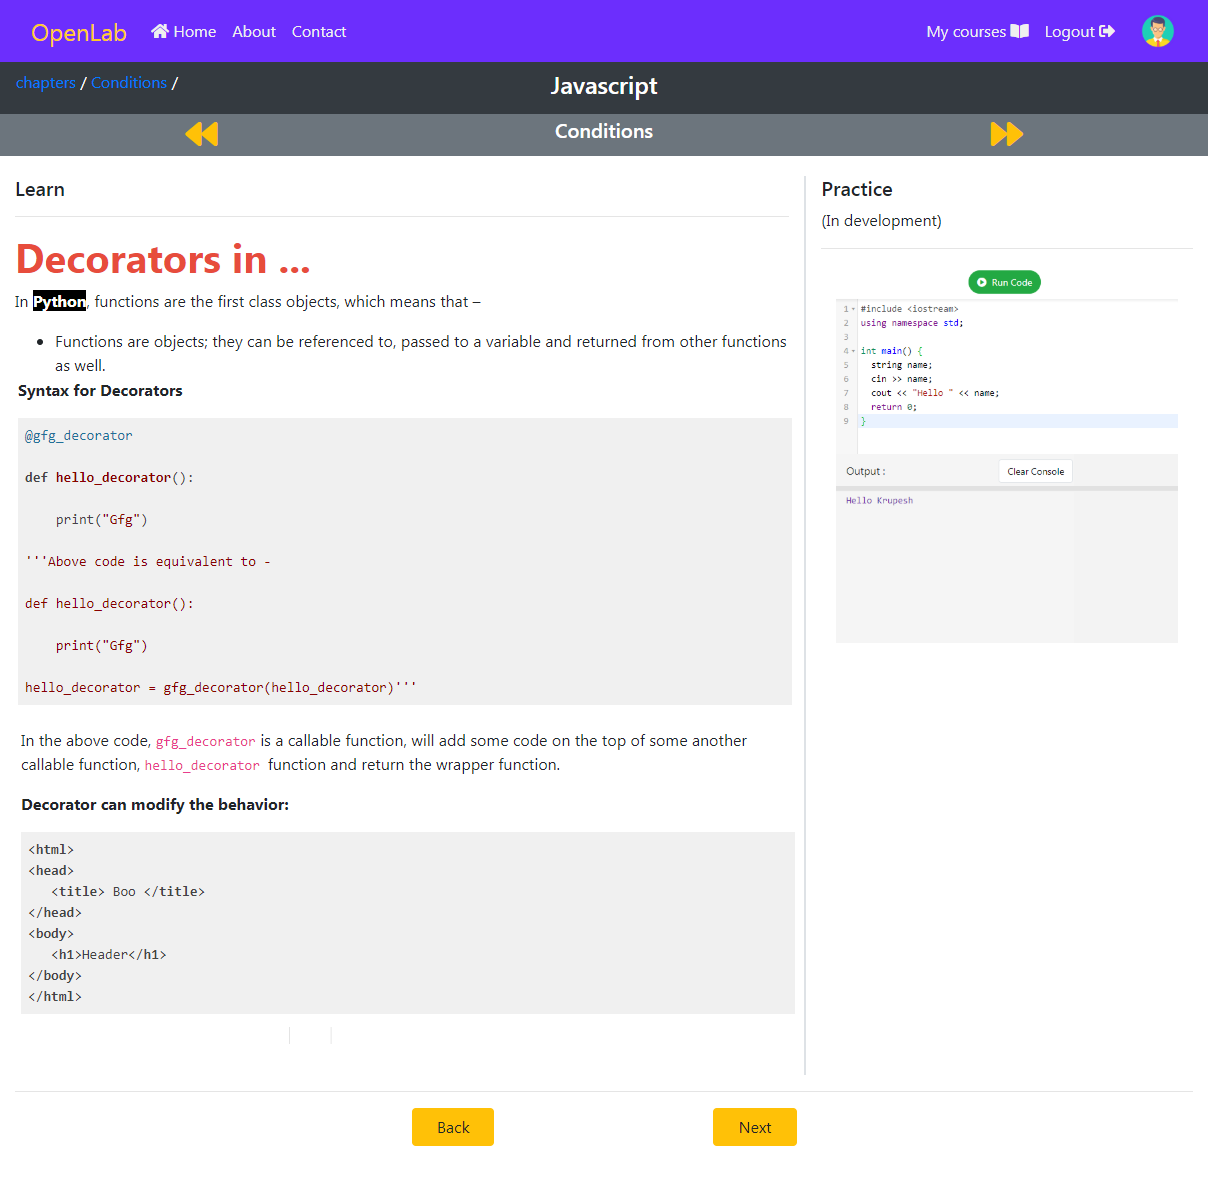 OpenLab Home About Contact My courses Logout
chapters / Conditions /
Javascript
Conditions
Learn
Decorators in ...
In Python, functions are the first class objects, which means that –
• Functions are objects; they can be referenced to, passed to a variable and returned from other functions
as well.
Syntax for Decorators
@gfg_decorator
def hello_decorator():
print("Gfg")
'''Above code is equivalent to -
def hello_decorator():
print("Gfg")
hello_decorator = gfg_decorator(hello_decorator)'''
In the above code, gfg_decorator is a callable function, will add some code on the top of some another
callable function, hello_decorator function and return the wrapper function.
Decorator can modify the behavior:
<html>
<head>
<title> Boo </title>
</head>
<body>
<h1>Header</h1>
</body>
</html>
Practice
(In development)
Run Code
1 #include <iostream>
2 using namespace std;
3
4 int main() {
5 string name;
6 cin >> name;
7 cout << "Hello " << name;
8 return 0;
9 }
Output :
Clear Console
Hello Krupesh
Back
Next